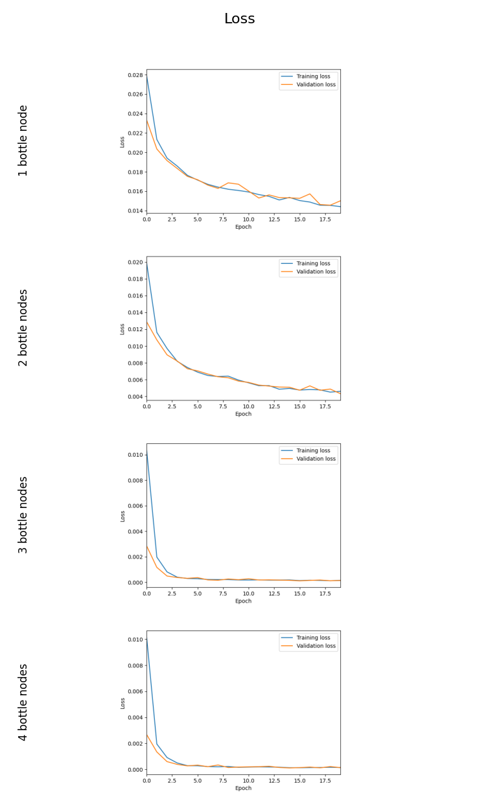 Loss
1 bottle node
0.028
0.026
0.024
0.022
0.020
0.018
0.016
0.014
Loss
Training loss
Validation loss
0.0 2.5 5.0 7.5 10.0 12.5 15.0 17.5
Epoch
2 bottle nodes
0.020
0.018
0.016
0.014
0.012
0.010
0.008
0.006
0.004
Loss
Training loss
Validation loss
0.0 2.5 5.0 7.5 10.0 12.5 15.0 17.5
Epoch
3 bottle nodes
0.010
0.008
0.006
0.004
0.002
0.000
Loss
Training loss
Validation loss
0.0 2.5 5.0 7.5 10.0 12.5 15.0 17.5
Epoch
4 bottle nodes
0.010
0.008
0.006
0.004
0.002
0.000
Loss
Training loss
Validation loss
0.0 2.5 5.0 7.5 10.0 12.5 15.0 17.5
Epoch